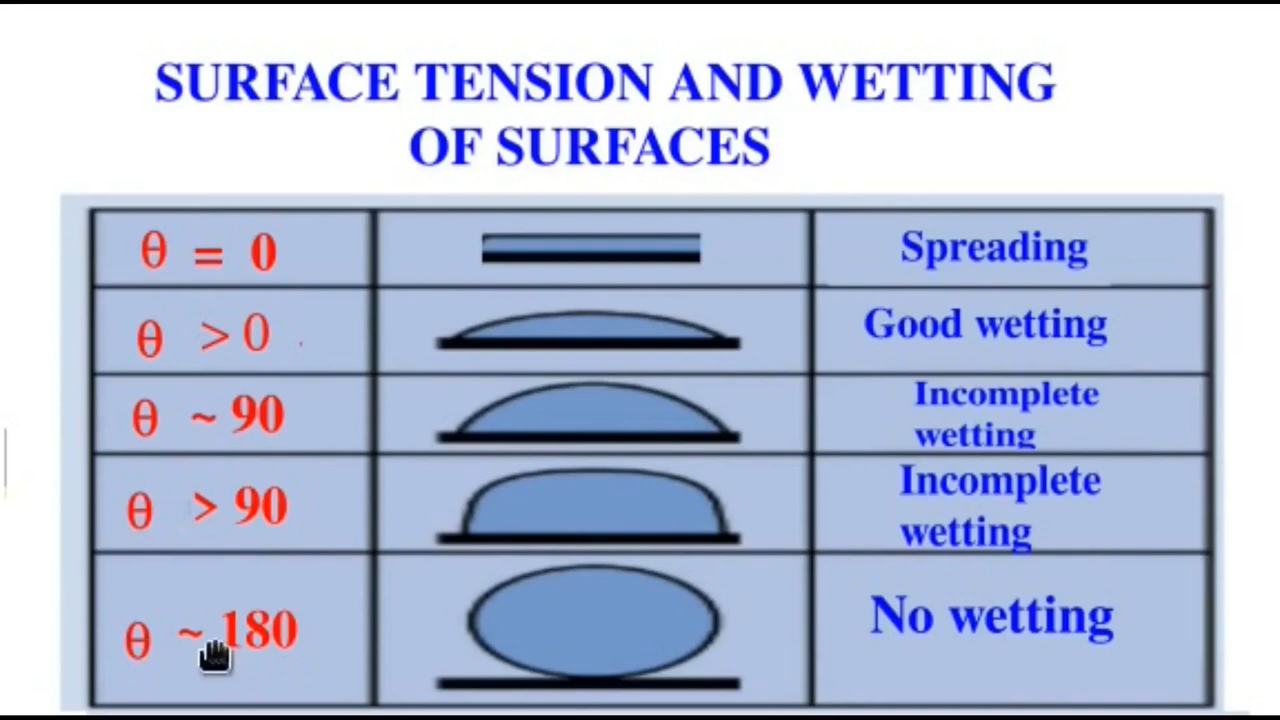 SURFACE TENSION AND WETTING
OF SURFACES
θ = 0
Spreading
θ > 0
Good wetting
θ ~ 90
Incomplete
wetting
θ > 90
Incomplete
wetting
θ ~ 180
No wetting